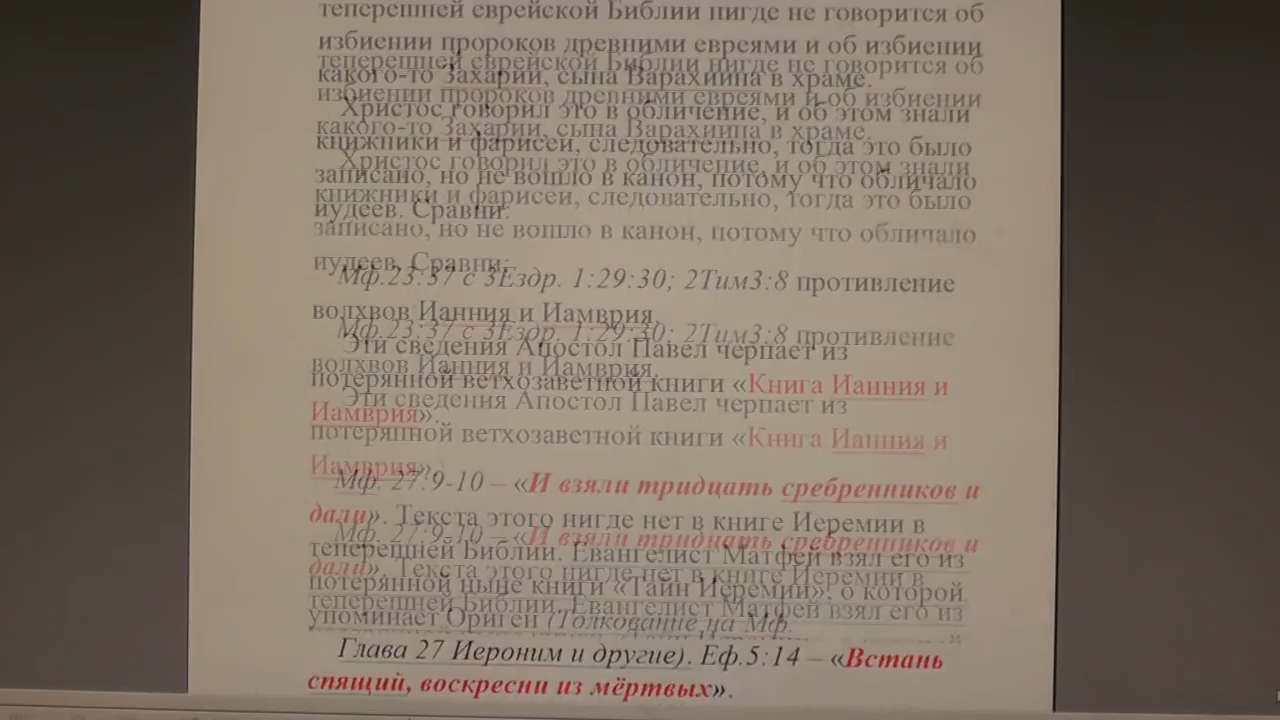 теперешней еврейской Библии нигде не говорится об
избиении пророков древними евреями и об избиении
какого-то Захарии, сына Варахиина в храме.
Христос говорил это в обличение, и об этом знали
книжники и фарисеи, следовательно, тогда это было
записано, но не вошло в канон, потому что обличало
иудеев. Сравни:
Мф.23:37 с 3Ездр. 1:29:30; 2Тим3:8 противление
волхвов Ианния и Иамврия.
Эти сведения Апостол Павел черпает из
потерянной ветхозаветной книги «Книга Ианния и
Иамврия».
Мф. 27:9-10 – «И взяли тридцать сребренников и
дали». Текста этого нигде нет в книге Иеремии в
теперешней Библии. Евангелист Матфей взял его из
потерянной ныне книги «Тайн Иеремии», о которой
упоминает Ориген (Толкование на Мф.
Глава 27 Иероним и другие). Еф.5:14 – «Встань
спящий, воскресни из мёртвых».